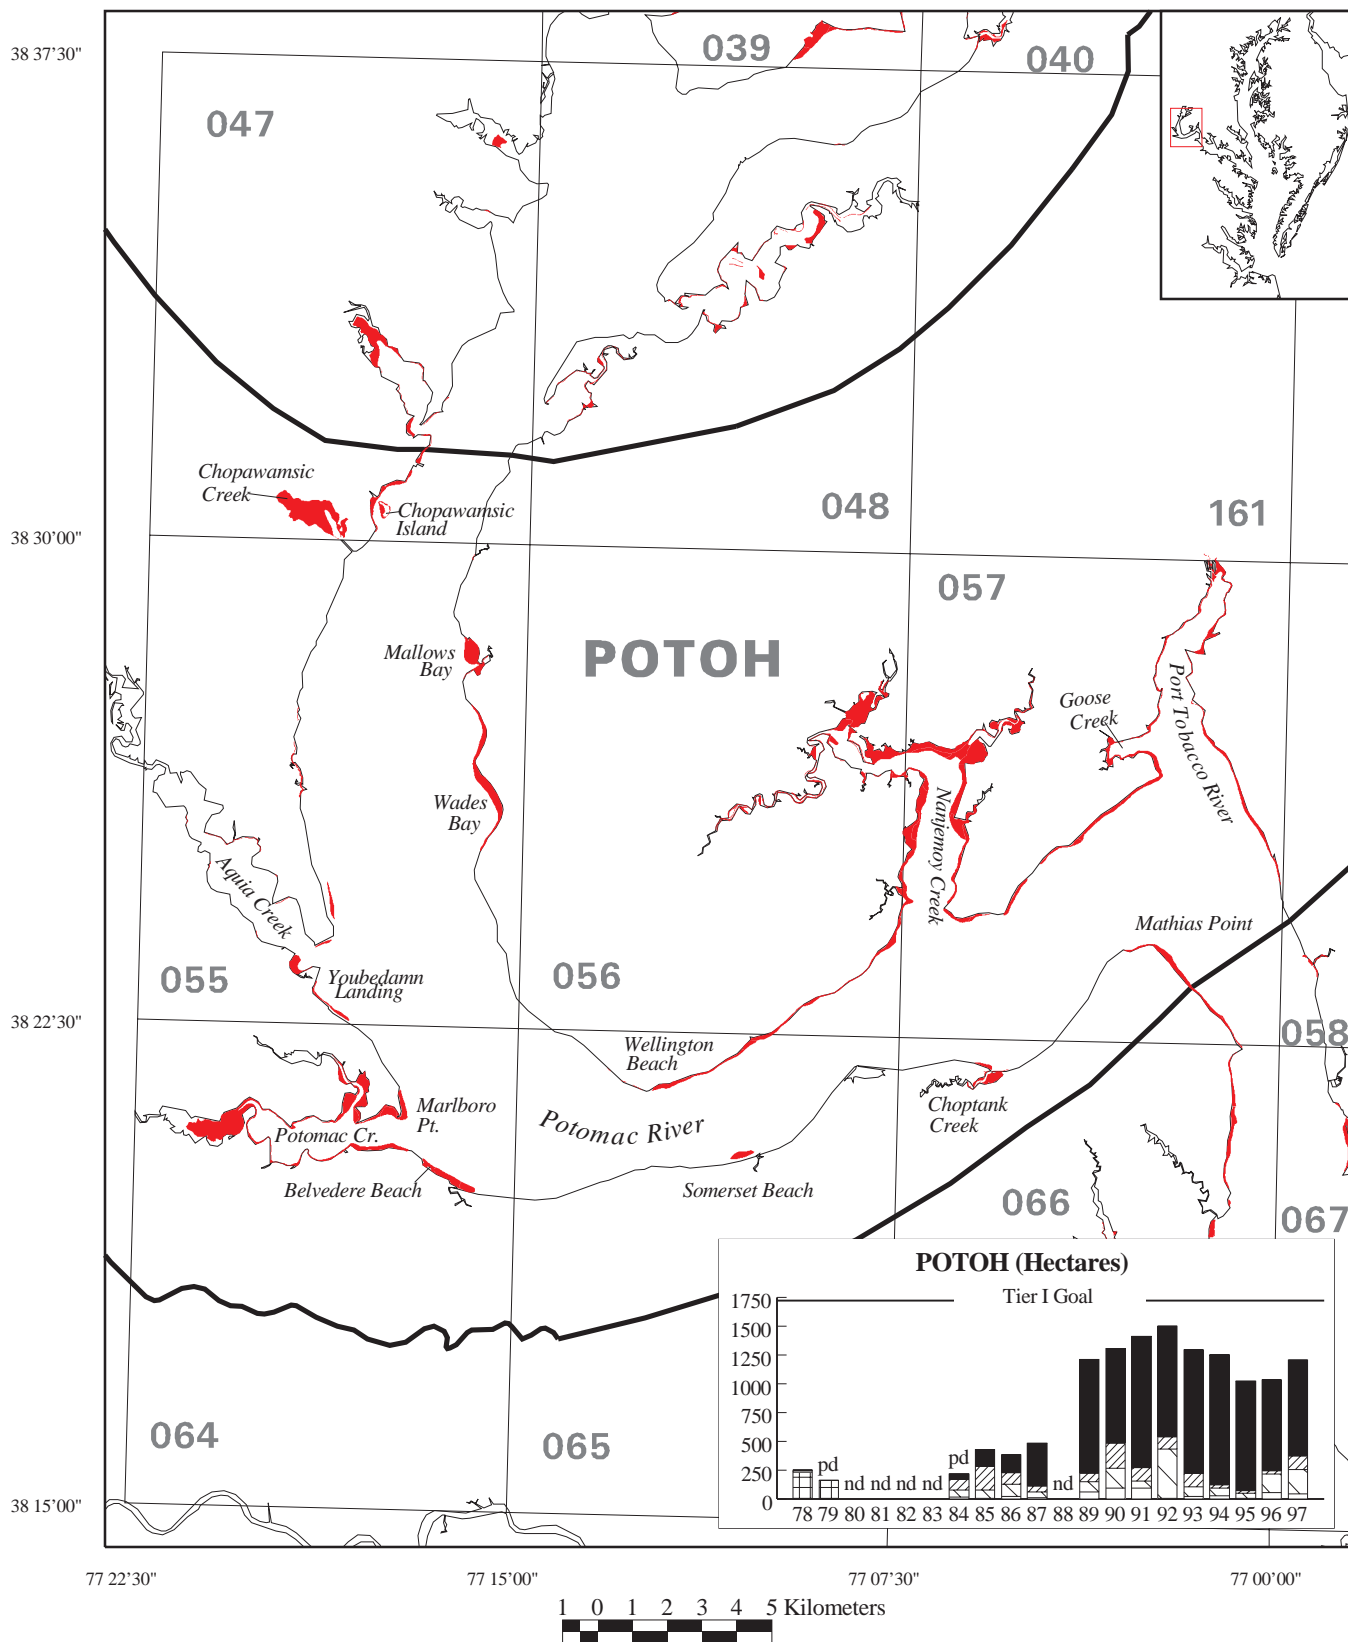 38 37'30"
039
040
047
Chopawamsic
Creek
Chopawamsic
Island
048
161
38 30'00"
057
Mallows
Bay
POTOH
Goose
Creek
Port Tobacco River
Wades
Bay
Nanjemoy Creek
Aquia Creek
Mathias Point
055
Youbedamn
Landing
056
38 22'30"
058
Wellington
Beach
Marlboro
Pt.
Potomac River
Choptank
Creek
Potomac Cr.
Belvedere Beach
Somerset Beach
066
067
POTOH (Hectares)
Tier I Goal
1750
1500
1250
1000
750
500
250
0
pd
nd nd nd nd
pd
nd
78 79 80 81 82 83 84 85 86 87 88 89 90 91 92 93 94 95 96 97
064
065
38 15'00"
77 22'30"
77 15'00"
77 07'30"
77 00'00"
1 0 1 2 3 4 5 Kilometers